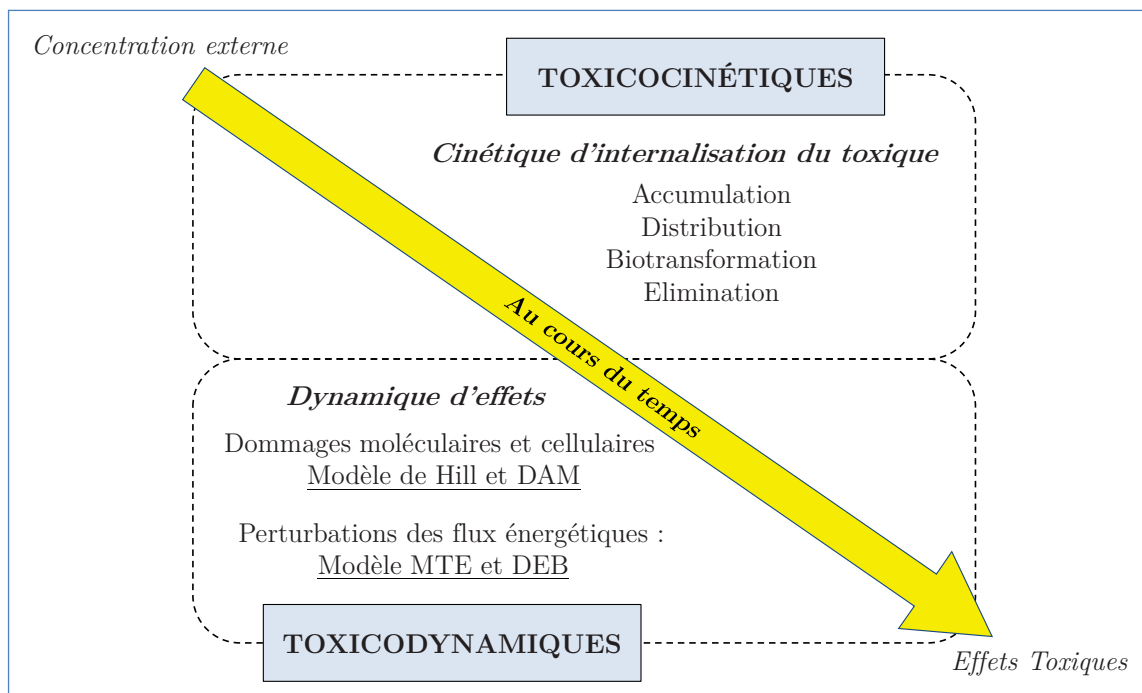 Concentration externe
TOXICOCINÉTIQUES
Cinétique d'internalisation du toxique
Accumulation
Distribution
Biotransformation
Elimination
Au cours du temps
Dynamique d'effets
Dommages moléculaires et cellulaires
Modèle de Hill et DAM
Perturbations des flux énergétiques :
Modèle MTE et DEB
TOXICODYNAMIQUES
Effets Toxiques